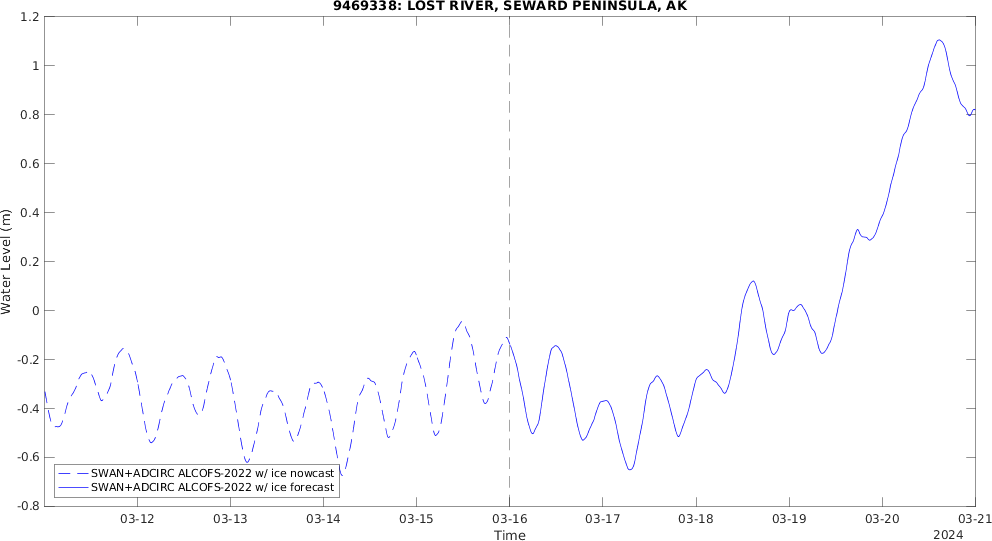 9469338: LOST RIVER, SEWARD PENINSULA, AK
1.2
1
0.8
0.6
0.4
0.2
0
-0.2
-0.4
-0.6
-0.8
Water Level (m)
SWAN+ADCIRC ALCOFS-2022 w/ ice nowcast
SWAN+ADCIRC ALCOFS-2022 w/ ice forecast
03-12 03-13 03-14 03-15 03-16 03-17 03-18 03-19 03-20 03-21
Time
2024